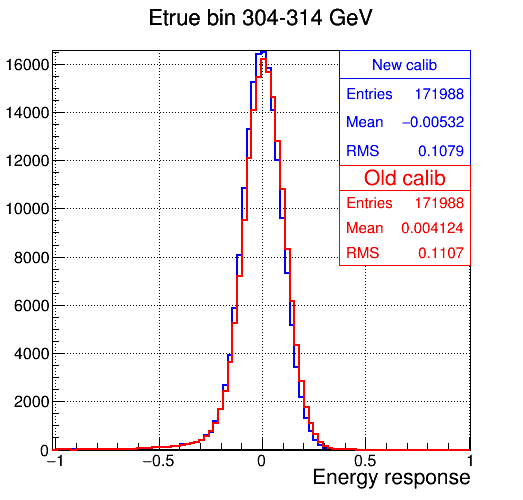 Etrue bin 304-314 GeV
16000
14000
12000
10000
8000
6000
4000
2000
0
−1
−0.5
0
0.5
1
Energy response
New calib
Entries 171988
Mean −0.00532
RMS 0.1079
Old calib
Entries 171988
Mean 0.004124
RMS 0.1107